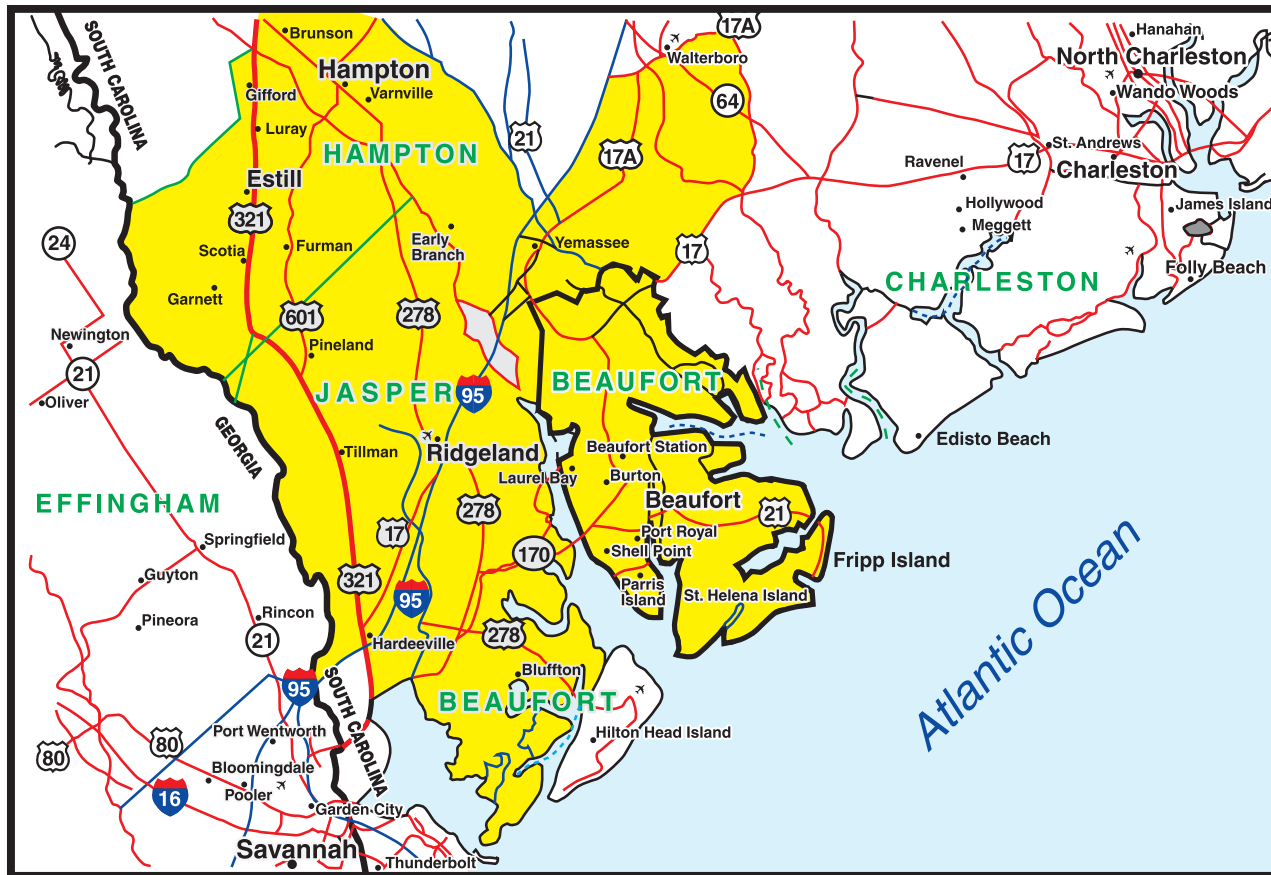 17A
Hanahan
Brunson
SOUTH CAROLINA
Walterboro
North Charleston
Hampton
Gifford
Varnville
Wando Woods
64
Luray
21
HAMPTON
17A
St. Andrews
Ravenel
17
Charleston
Estill
321
Hollywood
James Island
Meggett
24
Scotia
Furman
Early
Branch
Yemassee
17
Folly Beach
Garnett
CHARLESTON
601
278
Newington
Pineland
21
JASPER
95
BEAUFORT
Oliver
GEORGIA
Edisto Beach
Tillman
Ridgeland
Beaufort Station
Laurel Bay
Burton
EFFINGHAM
Beaufort
278
21
17
Port Royal
Springfield
Shell Point
170
Fripp Island
Guyton
321
Parris
Island
St. Helena Island
95
Atlantic Ocean
Rincon
Pineora
21
278
Hardeeville
Bluffton
95
SOUTH CAROLINA
BEAUFORT
Port Wentworth
Hilton Head Island
80
80
Bloomingdale
Pooler
16
Garden City
Savannah
Thunderbolt